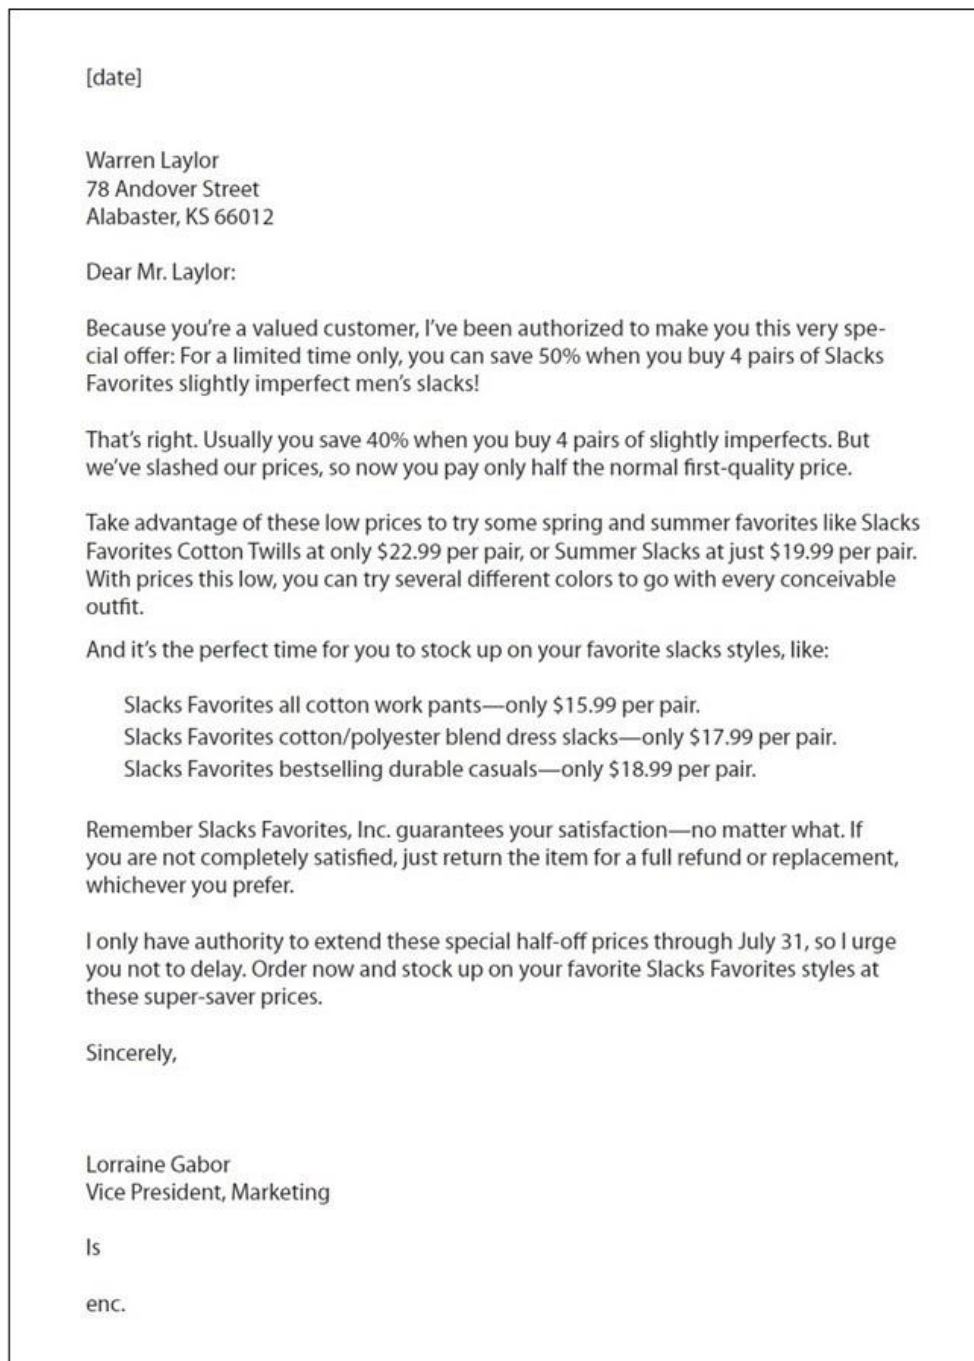 [date]
Warren Laylor
78 Andover Street
Alabaster, KS 66012
Dear Mr. Laylor:
Because you’re a valued customer, I’ve been authorized to make you this very spe-
cial offer: For a limited time only, you can save 50% when you buy 4 pairs of Slacks
Favorites slightly imperfect men’s slacks!
That’s right. Usually you save 40% when you buy 4 pairs of slightly imperfects. But
we’ve slashed our prices, so now you pay only half the normal first-quality price.
Take advantage of these low prices to try some spring and summer favorites like Slacks
Favorites Cotton Twills at only $22.99 per pair, or Summer Slacks at just $19.99 per pair.
With prices this low, you can try several different colors to go with every conceivable
outfit.
And it’s the perfect time for you to stock up on your favorite slacks styles, like:
Slacks Favorites all cotton work pants—only $15.99 per pair.
Slacks Favorites cotton/polyester blend dress slacks—only $17.99 per pair.
Slacks Favorites bestselling durable casuals—only $18.99 per pair.
Remember Slacks Favorites, Inc. guarantees your satisfaction—no matter what. If
you are not completely satisfied, just return the item for a full refund or replacement,
whichever you prefer.
I only have authority to extend these special half-off prices through July 31, so I urge
you not to delay. Order now and stock up on your favorite Slacks Favorites styles at
these super-saver prices.
Sincerely,
Lorraine Gabor
Vice President, Marketing
ls
enc.